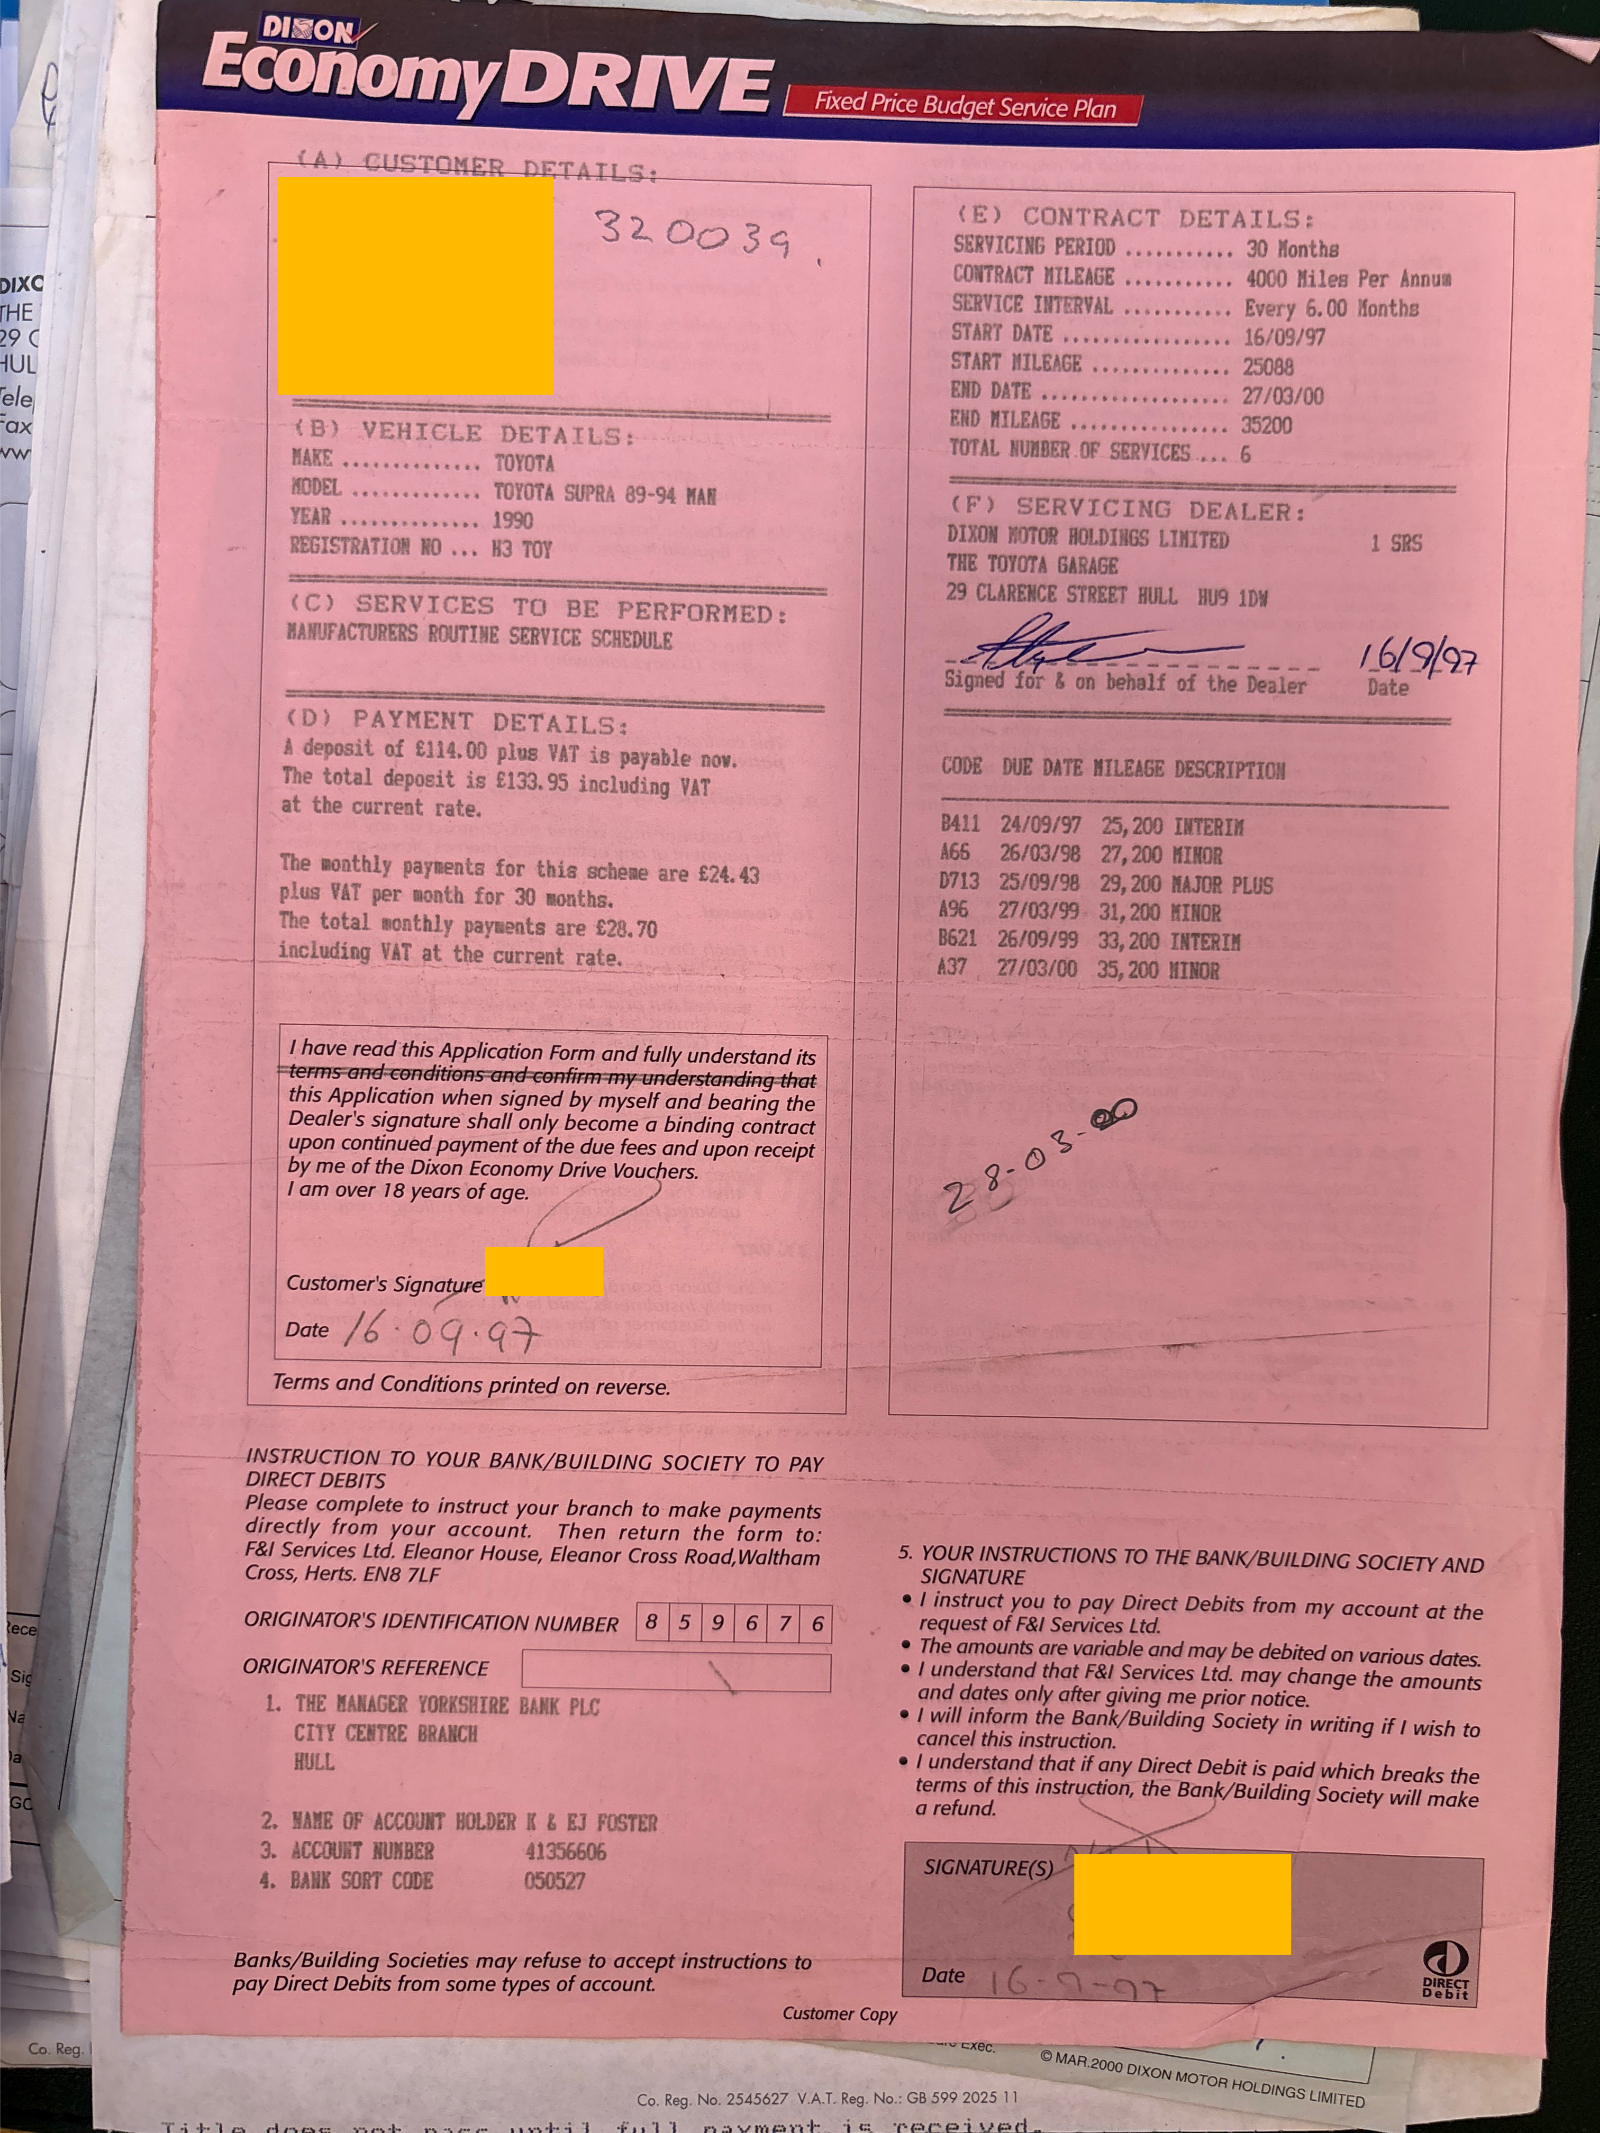 DIXON
EconomyDRIVE
Fixed Price Budget Service Plan
(A) CUSTOMER DETAILS:
320039.
(B) VEHICLE DETAILS:
MAKE .............. TOYOTA
MODEL ............. TOYOTA SUPRA 89-94 MAN
YEAR .............. 1990
REGISTRATION NO ... H3 TOY
(C) SERVICES TO BE PERFORMED:
MANUFACTURERS ROUTINE SERVICE SCHEDULE
(D) PAYMENT DETAILS:
A deposit of £114.00 plus VAT is payable now.
The total deposit is £133.95 including VAT
at the current rate.
The monthly payments for this scheme are £24.43
plus VAT per month for 30 months.
The total monthly payments are £28.70
including VAT at the current rate.
I have read this Application Form and fully understand its
terms and conditions and confirm my understanding that
this Application when signed by myself and bearing the
Dealer's signature shall only become a binding contract
upon continued payment of the due fees and upon receipt
by me of the Dixon Economy Drive Vouchers.
I am over 18 years of age.
Customer's Signature
Date 16.09.97
Terms and Conditions printed on reverse.
(E) CONTRACT DETAILS:
SERVICING PERIOD ........... 30 Months
CONTRACT MILEAGE ........... 4000 Miles Per Annum
SERVICE INTERVAL ........... Every 6.00 Months
START DATE ................. 16/09/97
START MILEAGE .............. 25088
END DATE ................... 27/03/00
END MILEAGE ................ 35200
TOTAL NUMBER OF SERVICES ... 6
(F) SERVICING DEALER:
DIXON MOTOR HOLDINGS LIMITED 1 SRS
THE TOYOTA GARAGE
29 CLARENCE STREET HULL HU9 1DW
16/9/97
Signed for & on behalf of the Dealer Date
CODE DUE DATE MILEAGE DESCRIPTION
B411 24/09/97 25,200 INTERIM
A66 26/03/98 27,200 MINOR
D713 25/09/98 29,200 MAJOR PLUS
A96 27/03/99 31,200 MINOR
B621 26/09/99 33,200 INTERIM
A37 27/03/00 35,200 MINOR
28-03-00
INSTRUCTION TO YOUR BANK/BUILDING SOCIETY TO PAY
DIRECT DEBITS
Please complete to instruct your branch to make payments
directly from your account. Then return the form to:
F&I Services Ltd. Eleanor House, Eleanor Cross Road,Waltham
Cross, Herts. EN8 7LF
ORIGINATOR'S IDENTIFICATION NUMBER 8 5 9 6 7 6
ORIGINATOR'S REFERENCE
1. THE MANAGER YORKSHIRE BANK PLC
CITY CENTRE BRANCH
HULL
2. NAME OF ACCOUNT HOLDER K & EJ FOSTER
3. ACCOUNT NUMBER 41356606
4. BANK SORT CODE 050527
Banks/Building Societies may refuse to accept instructions to
pay Direct Debits from some types of account.
5. YOUR INSTRUCTIONS TO THE BANK/BUILDING SOCIETY AND
SIGNATURE
• I instruct you to pay Direct Debits from my account at the
request of F&I Services Ltd.
• The amounts are variable and may be debited on various dates.
• I understand that F&I Services Ltd. may change the amounts
and dates only after giving me prior notice.
• I will inform the Bank/Building Society in writing if I wish to
cancel this instruction.
• I understand that if any Direct Debit is paid which breaks the
terms of this instruction, the Bank/Building Society will make
a refund.
SIGNATURE(S)
Date 16-9-97
DIRECT
Debit
Customer Copy
DIXO
THE
29 C
HUL
Tele
Fax
Co. Reg.
Exec.
© MAR.2000 DIXON MOTOR HOLDINGS LIMITED
Co. Reg. No. 2545627 V.A.T. Reg. No.: GB 599 2025 11
Title does not pass until full payment is received.